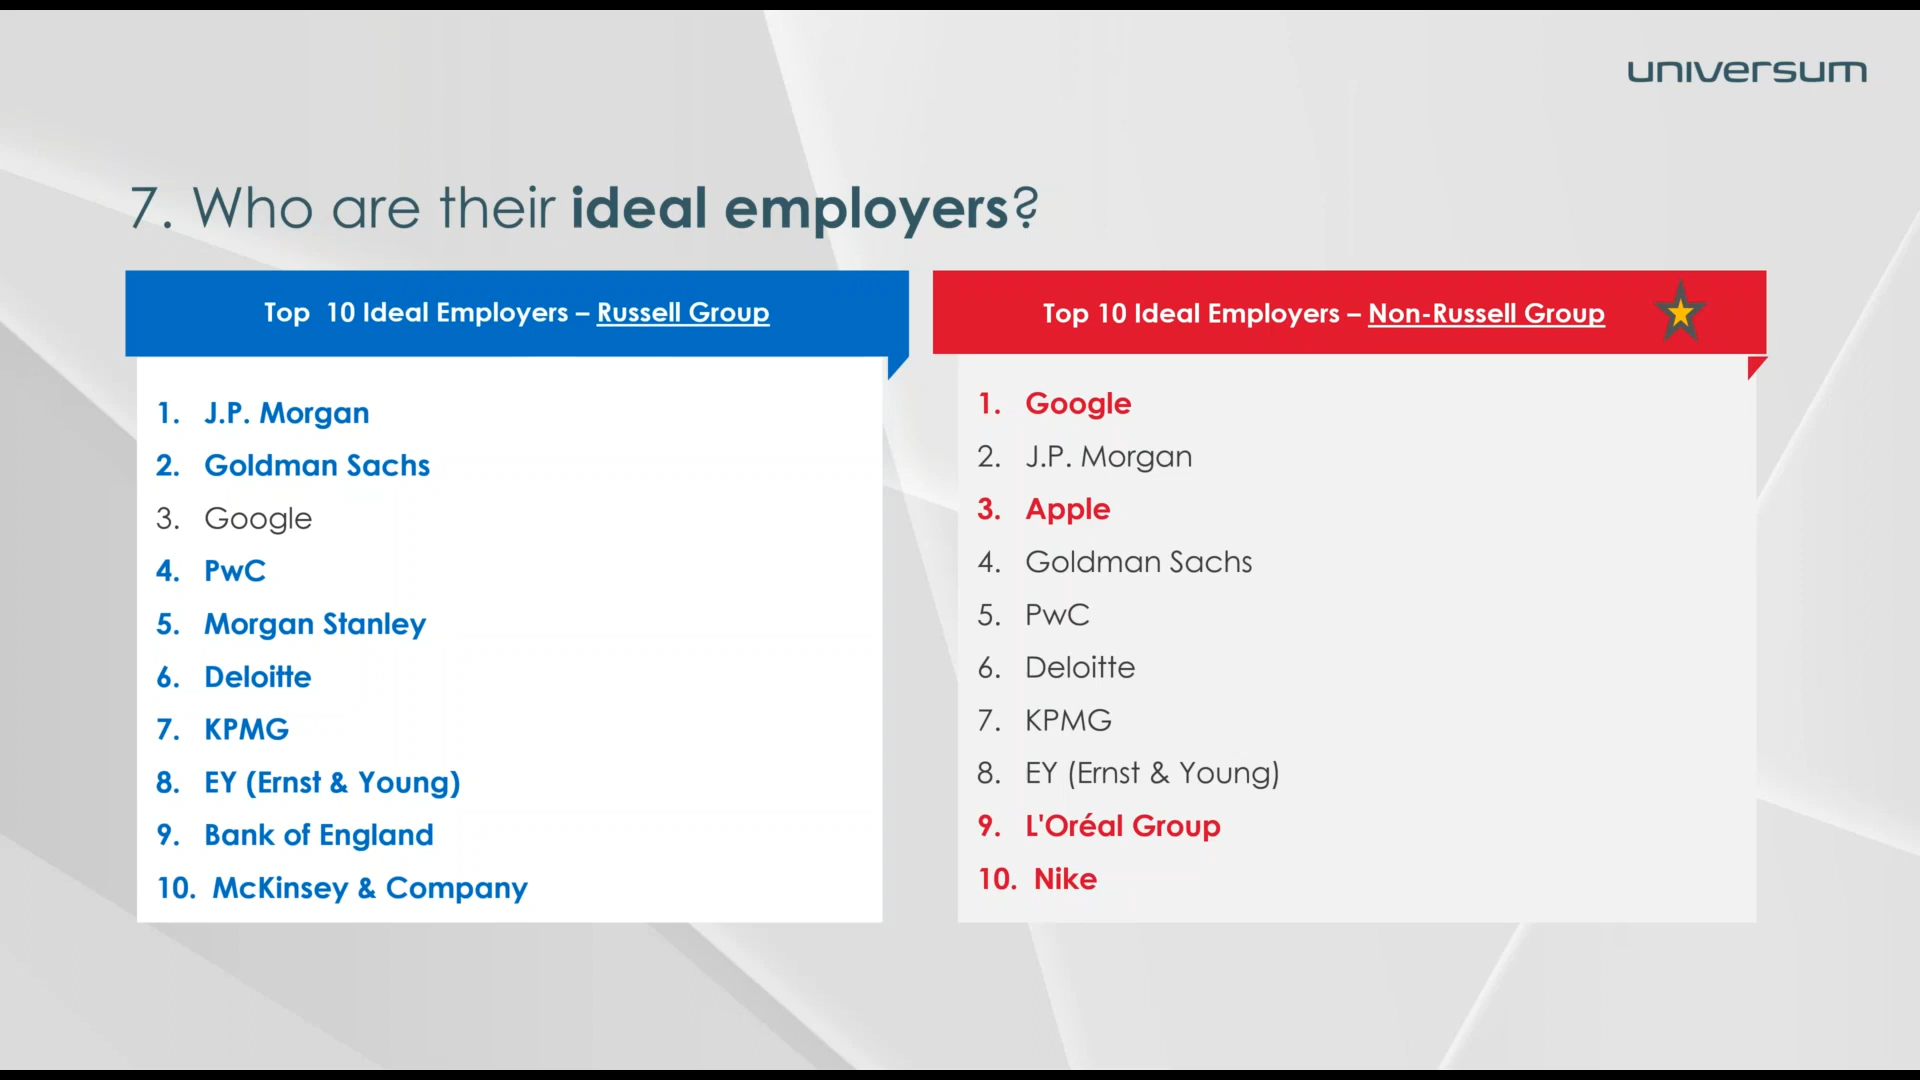 universum
7. Who are their ideal employers?
Top 10 Ideal Employers – Russell Group
1. J.P. Morgan
2. Goldman Sachs
3. Google
4. PwC
5. Morgan Stanley
6. Deloitte
7. KPMG
8. EY (Ernst & Young)
9. Bank of England
10. McKinsey & Company
Top 10 Ideal Employers – Non-Russell Group
1. Google
2. J.P. Morgan
3. Apple
4. Goldman Sachs
5. PwC
6. Deloitte
7. KPMG
8. EY (Ernst & Young)
9. L'Oréal Group
10. Nike